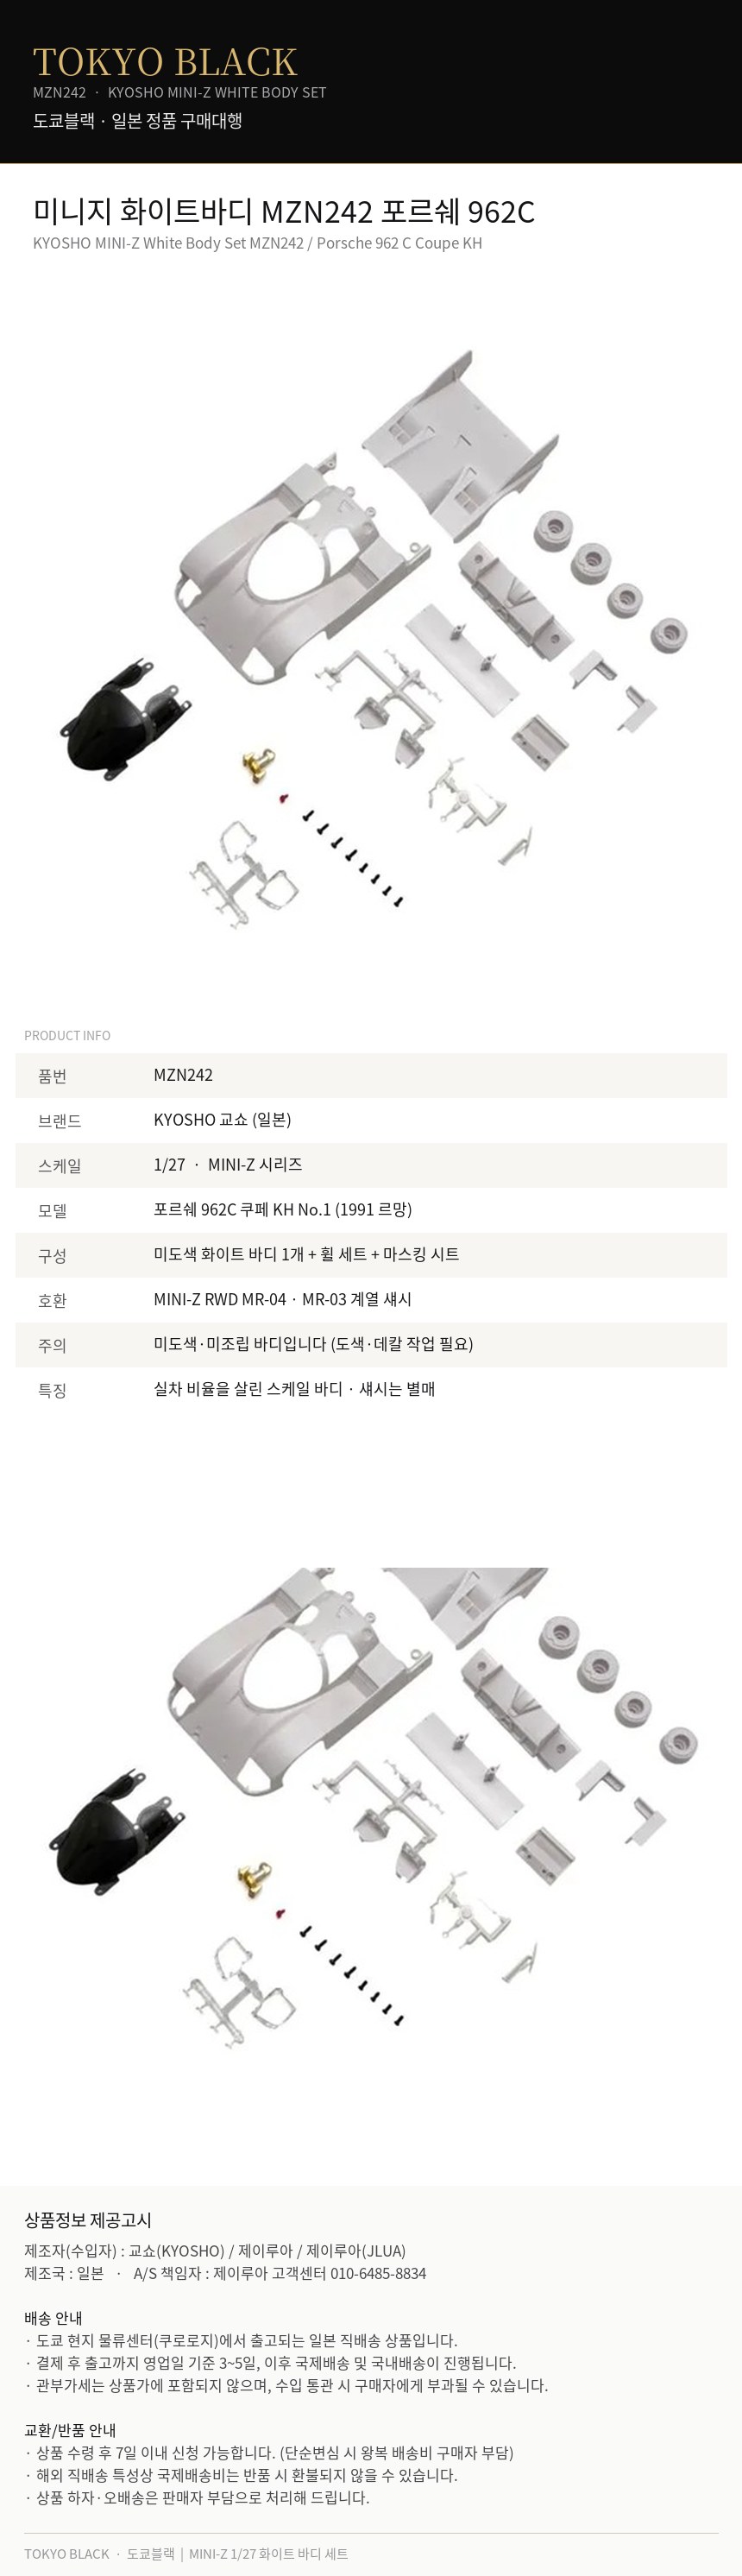 TOKYO BLACK
MZN242 · KYOSHO MINI-Z WHITE BODY SET
도쿄블랙 · 일본 정품 구매대행
미니지 화이트바디 MZN242 포르쉐 962C
KYOSHO MINI-Z White Body Set MZN242 / Porsche 962 C Coupe KH
PRODUCT INFO
품번 MZN242
브랜드 KYOSHO 교쇼 (일본)
스케일 1/27 · MINI-Z 시리즈
모델 포르쉐 962C 쿠페 KH No.1 (1991 르망)
구성 미도색 화이트 바디 1개 + 휠 세트 + 마스킹 시트
호환 MINI-Z RWD MR-04 · MR-03 계열 섀시
주의 미도색·미조립 바디입니다 (도색·데칼 작업 필요)
특징 실차 비율을 살린 스케일 바디 · 섀시는 별매
상품정보 제공고시
제조자(수입자) : 교쇼(KYOSHO) / 제이루아 / 제이루아(JLUA)
제조국 : 일본 · A/S 책임자 : 제이루아 고객센터 010-6485-8834
배송 안내
· 도쿄 현지 물류센터(쿠로로지)에서 출고되는 일본 직배송 상품입니다.
· 결제 후 출고까지 영업일 기준 3~5일, 이후 국제배송 및 국내배송이 진행됩니다.
· 관부가세는 상품가에 포함되지 않으며, 수입 통관 시 구매자에게 부과될 수 있습니다.
교환/반품 안내
· 상품 수령 후 7일 이내 신청 가능합니다. (단순변심 시 왕복 배송비 구매자 부담)
· 해외 직배송 특성상 국제배송비는 반품 시 환불되지 않을 수 있습니다.
· 상품 하자·오배송은 판매자 부담으로 처리해 드립니다.
TOKYO BLACK · 도쿄블랙 | MINI-Z 1/27 화이트 바디 세트